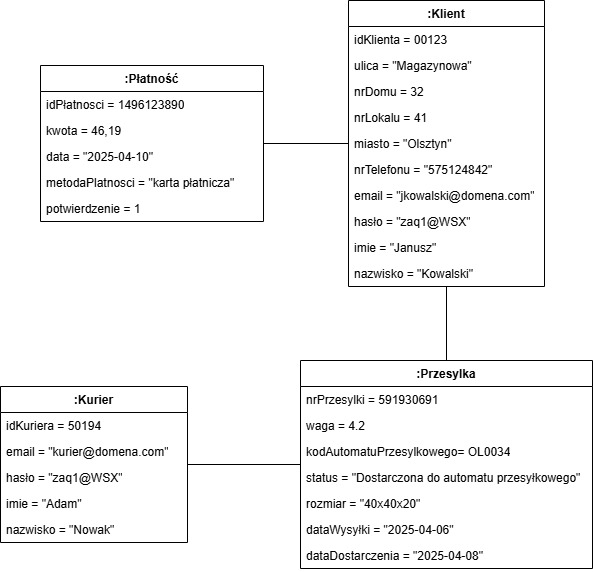 :Klient
idKlienta = 00123
ulica = "Magazynowa"
nrDomu = 32
nrLokalu = 41
miasto = "Olsztyn"
nrTelefonu = "575124842"
email = "jkowalski@domena.com"
hasło = "zaq1@WSX"
imie = "Janusz"
nazwisko = "Kowalski"
:Płatność
idPłatnosci = 1496123890
kwota = 46,19
data = "2025-04-10"
metodaPlatnosci = "karta płatnicza"
potwierdzenie = 1
:Przesylka
nrPrzesylki = 591930691
waga = 4.2
kodAutomatuPrzesylkowego= OL0034
status = "Dostarczona do automatu przesyłkowego"
rozmiar = "40x40x20"
dataWysyłki = "2025-04-06"
dataDostarczenia = "2025-04-08"
:Kurier
idKuriera = 50194
email = "kurier@domena.com"
hasło = "zaq1@WSX"
imie = "Adam"
nazwisko = "Nowak"